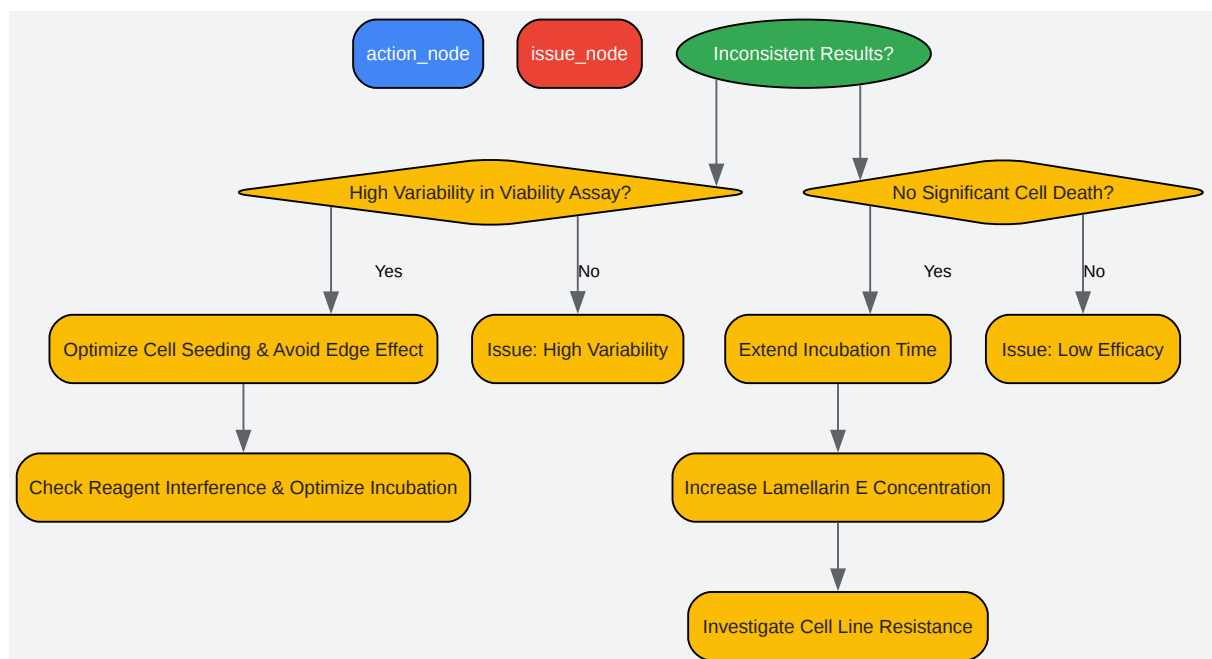 action_node
issue_node
Inconsistent Results?
High Variability in Viability Assay?
No Significant Cell Death?
Yes
No
Yes
No
Optimize Cell Seeding & Avoid Edge Effect
Issue: High Variability
Extend Incubation Time
Issue: Low Efficacy
Check Reagent Interference & Optimize Incubation
Increase Lamellarin E Concentration
Investigate Cell Line Resistance